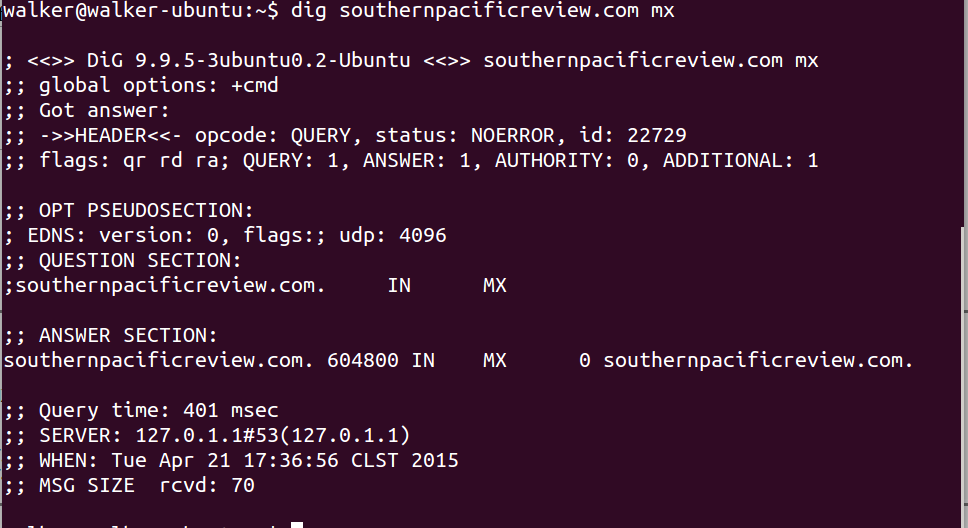 walker@walker-ubuntu:~$ dig southernpacificreview.com mx
; <<>> DiG 9.9.5-3ubuntu0.2-Ubuntu <<>> southernpacificreview.com mx
;; global options: +cmd
;; Got answer:
;; ->>HEADER<<- opcode: QUERY, status: NOERROR, id: 22729
;; flags: qr rd ra; QUERY: 1, ANSWER: 1, AUTHORITY: 0, ADDITIONAL: 1
;; OPT PSEUDOSECTION:
; EDNS: version: 0, flags:; udp: 4096
;; QUESTION SECTION:
;southernpacificreview.com. IN MX
;; ANSWER SECTION:
southernpacificreview.com. 604800 IN MX 0 southernpacificreview.com.
;; Query time: 401 msec
;; SERVER: 127.0.1.1#53(127.0.1.1)
;; WHEN: Tue Apr 21 17:36:56 CLST 2015
;; MSG SIZE rcvd: 70